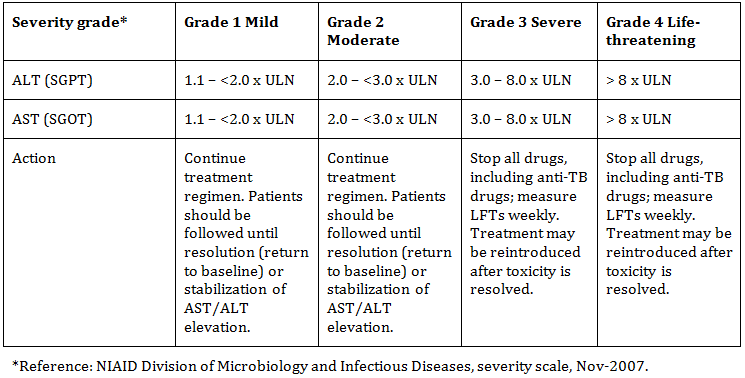 Severity grade* Grade 1 Mild Grade 2 Moderate Grade 3 Severe Grade 4 Life-threatening
ALT (SGPT) 1.1 – <2.0 x ULN 2.0 – <3.0 x ULN 3.0 – 8.0 x ULN > 8 x ULN
AST (SGOT) 1.1 – <2.0 x ULN 2.0 – <3.0 x ULN 3.0 – 8.0 x ULN > 8 x ULN
Action
Continue
treatment
regimen. Patients
should be
followed until
resolution (return
to baseline) or
stabilization of
AST/ALT
elevation.
Continue
treatment
regimen. Patients
should be
followed until
resolution (return
to baseline) or
stabilization of
AST/ALT
elevation.
Stop all drugs,
including anti-TB
drugs; measure
LFTs weekly.
Treatment may
be reintroduced
after toxicity is
resolved.
Stop all drugs,
including anti-TB
drugs; measure
LFTs weekly.
Treatment may be
reintroduced after
toxicity is
resolved.
*Reference: NIAID Division of Microbiology and Infectious Diseases, severity scale, Nov-2007.